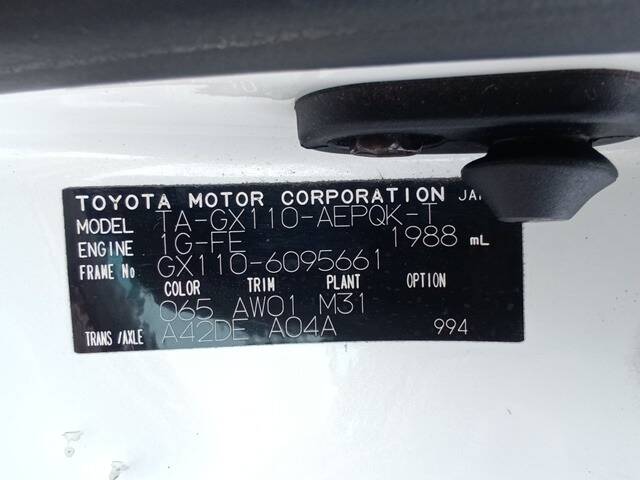 TOYOTA MOTOR CORPORATION
MODEL TA-GX110-AEPQK-T
ENGINE 1G-FE 1988 mL
FRAME No GX110-6095661
COLOR TRIM PLANT OPTION
065 AW01 M31
TRANS /AXLE A42DE A04A 994